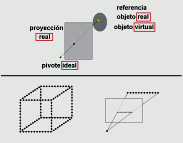 referencia
objeto real
objeto virtual
proyección
real
pivote ideal